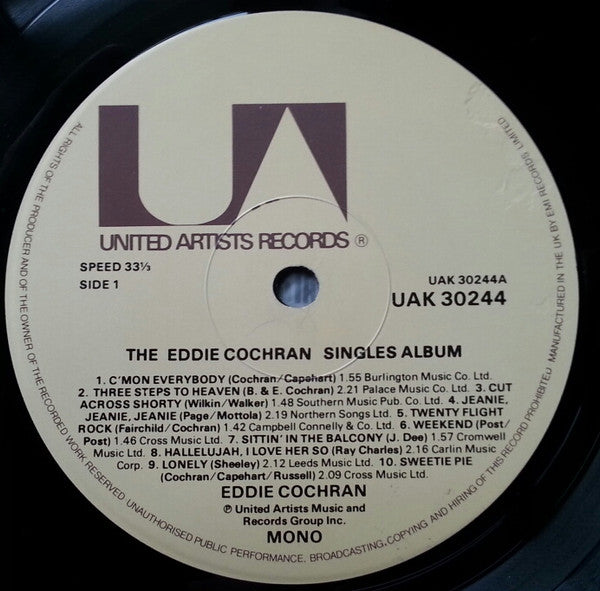 UA
UNITED ARTISTS RECORDS ®
SPEED 33⅓
SIDE 1
UAK 30244A
UAK 30244
THE EDDIE COCHRAN SINGLES ALBUM
1. C'MON EVERYBODY (Cochran/Capehart) 1.55 Burlington Music Co. Ltd.
2. THREE STEPS TO HEAVEN (B. & E. Cochran) 2.21 Palace Music Co. Ltd. 3. CUT
ACROSS SHORTY (Wilkin/Walker) 1.48 Southern Music Pub. Co. Ltd. 4. JEANIE,
JEANIE, JEANIE (Page/Mottola) 2.19 Northern Songs Ltd. 5. TWENTY FLIGHT
ROCK (Fairchild/Cochran) 1.42 Campbell Connelly & Co. Ltd. 6. WEEKEND (Post/
Post) 1.46 Cross Music Ltd. 7. SITTIN' IN THE BALCONY (J. Dee) 1.57 Cromwell
Music Ltd. 8. HALLELUJAH, I LOVE HER SO (Ray Charles) 2.16 Carlin Music
Corp. 9. LONELY (Sheeley) 2.12 Leeds Music Ltd. 10. SWEETIE PIE
(Cochran/Capehart/Russell) 2.09 Cross Music Ltd.
EDDIE COCHRAN
℗ United Artists Music and
Records Group Inc.
MONO
ALL RIGHTS OF THE PRODUCER AND OF THE OWNER OF THE RECORDED WORK RESERVED. UNAUTHORISED PUBLIC PERFORMANCE, BROADCASTING, COPYING AND HIRING OF THIS RECORD PROHIBITED. MANUFACTURED IN THE UK BY EMI RECORDS LIMITED